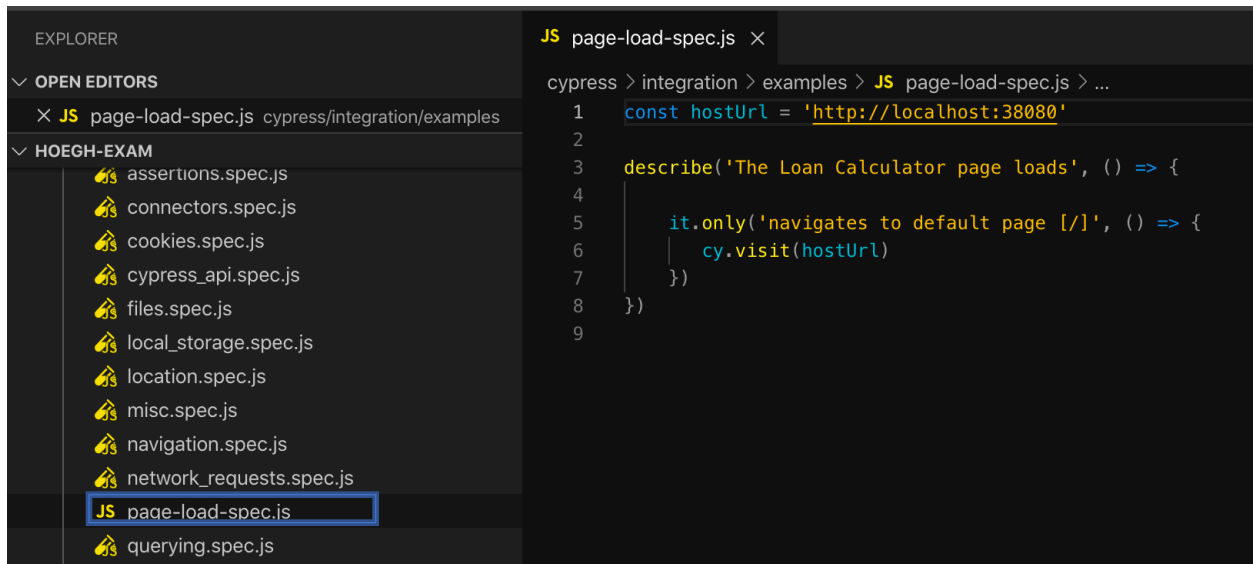 EXPLORER
OPEN EDITORS
JS page-load-spec.js cypress/integration/examples
HOEGH-EXAM
assertions.spec.js
connectors.spec.js
cookies.spec.js
cypress_api.spec.js
files.spec.js
local_storage.spec.js
location.spec.js
misc.spec.js
navigation.spec.js
network_requests.spec.js
JS page-load-spec.js
querying.spec.js
JS page-load-spec.js
cypress > integration > examples > JS page-load-spec.js > ...
1 const hostUrl = 'http://localhost:38080'
2
3 describe('The Loan Calculator page loads', () => {
4
5 it.only('navigates to default page [/]', () => {
6 cy.visit(hostUrl)
7 })
8 })
9